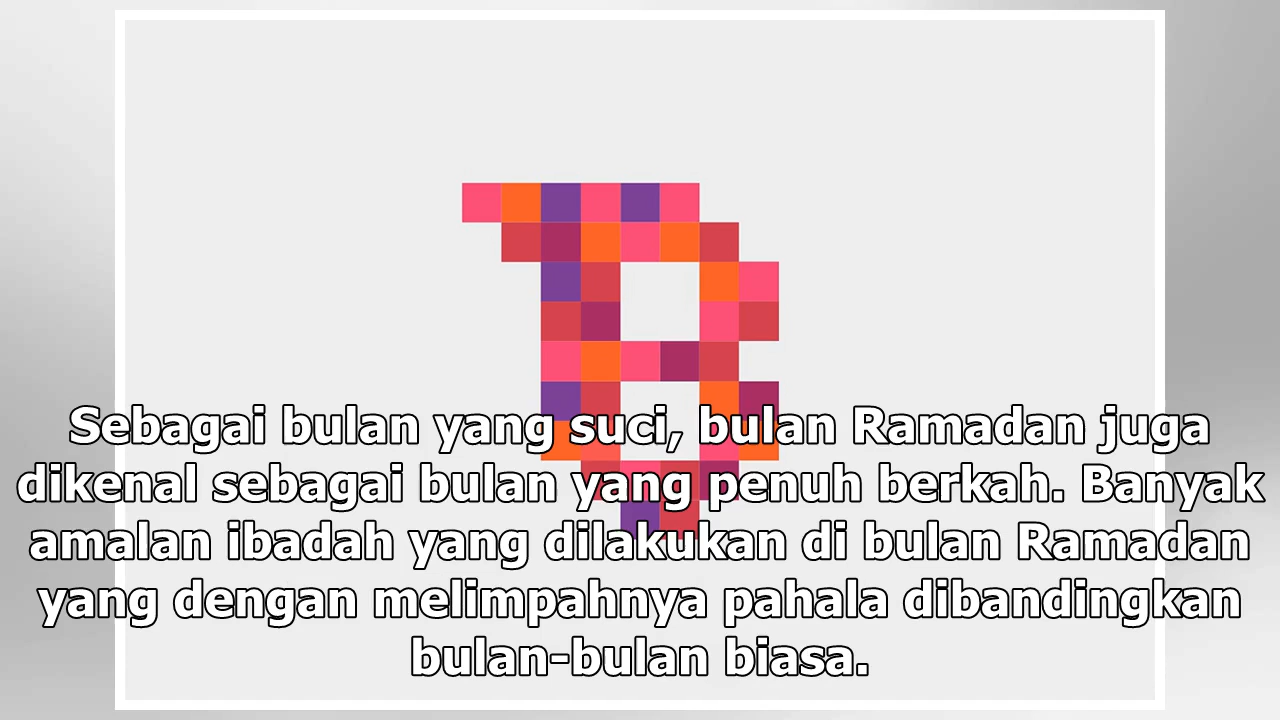 B
Sebagai bulan yang suci, bulan Ramadan juga
dikenal sebagai bulan yang penuh berkah. Banyak
amalan ibadah yang dilakukan di bulan Ramadan
yang dengan melimpahnya pahala dibandingkan
bulan-bulan biasa.